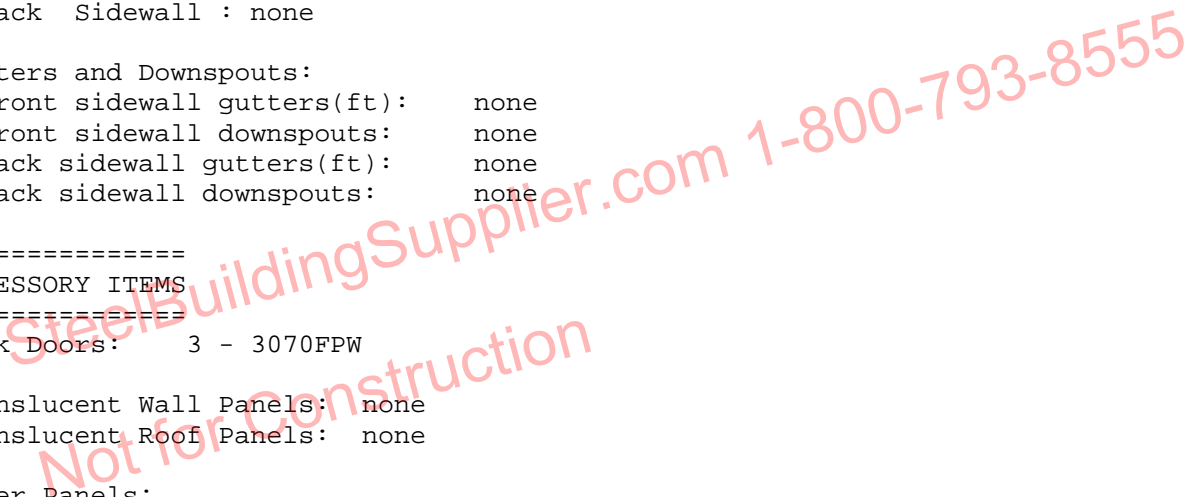 ack Sidewall : none
ters and Downspouts:
ront sidewall gutters(ft): none
ront sidewall downspouts: none
ack sidewall gutters(ft): none
ack sidewall downspouts: none
============
ESSORY ITEMS
============
k Doors: 3 - 3070FPW
nslucent Wall Panels: none
nslucent Roof Panels: none
er Panels:
SteelBuildingSupplier.com 1-800-793-8555
Not for Construction